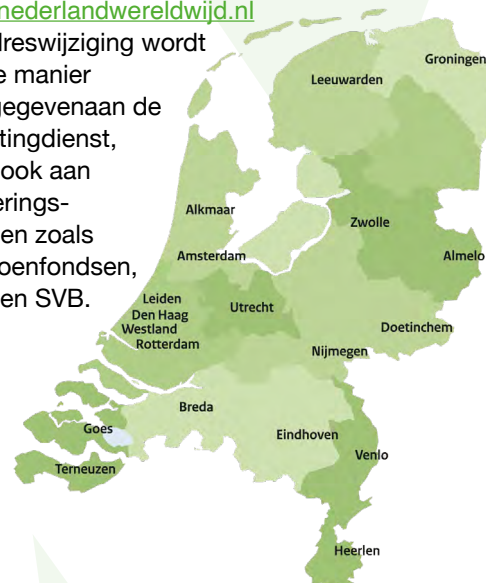 nederlandwereldwijd.nl
dreswijziging wordt
e manier
gegevenaan de
tingdienst,
ook aan
erings-
en zoals
oenfondsen,
en SVB.
Groningen
Leeuwarden
Zwolle
Alkmaar
Amsterdam
Almelo
Leiden
Utrecht
Den Haag
Westland
Doetinchem
Rotterdam
Nijmegen
Breda
Goes
Eindhoven
Venlo
Terneuzen
Heerlen